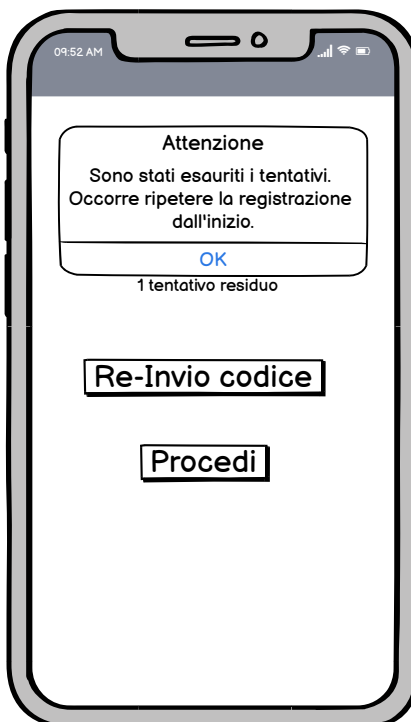 09:52 AM
Attenzione
Sono stati esauriti i tentativi.
Occorre ripetere la registrazione
dall'inizio.
OK
1 tentativo residuo
Re-Invio codice
Procedi